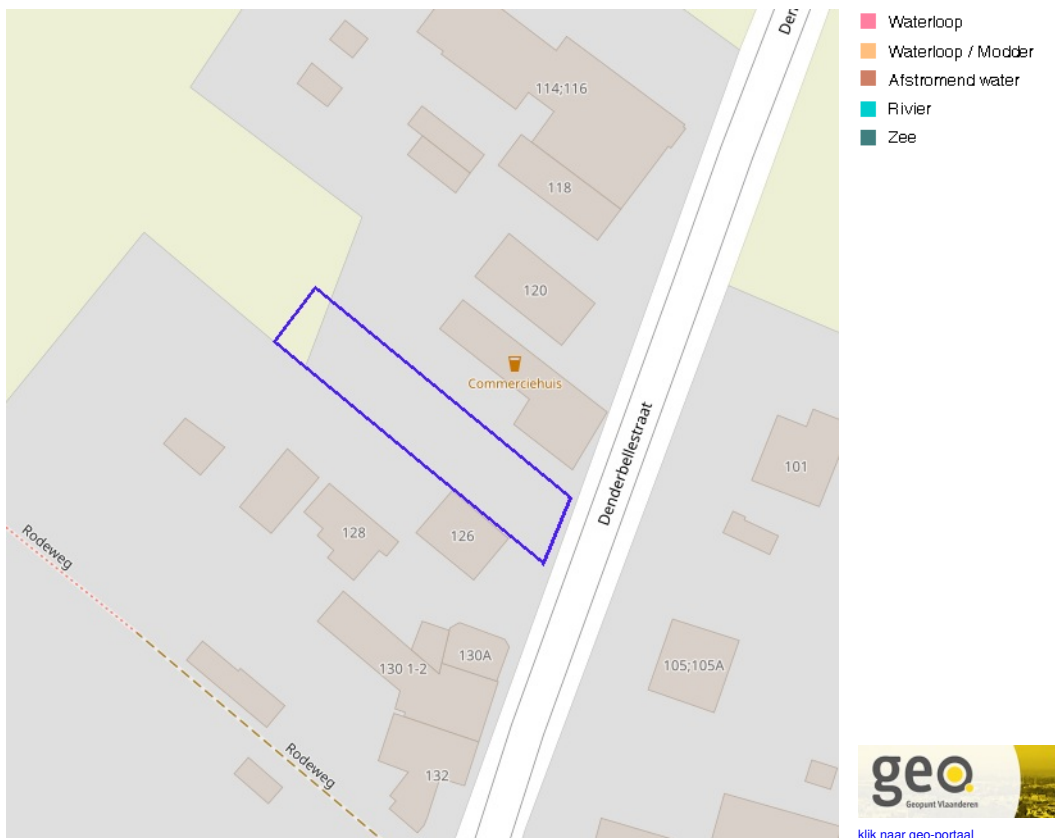 Den
114;116
118
120
Commerciehuis
Denderbellestraat
101
126
128
Rodeweg
130A
130 1-2
105;105A
Rodeweg
132
Waterloop
Waterloop / Modder
Afstromend water
Rivier
Zee
geo.
Geopunt Vlaanderen
klik naar geo-portaal